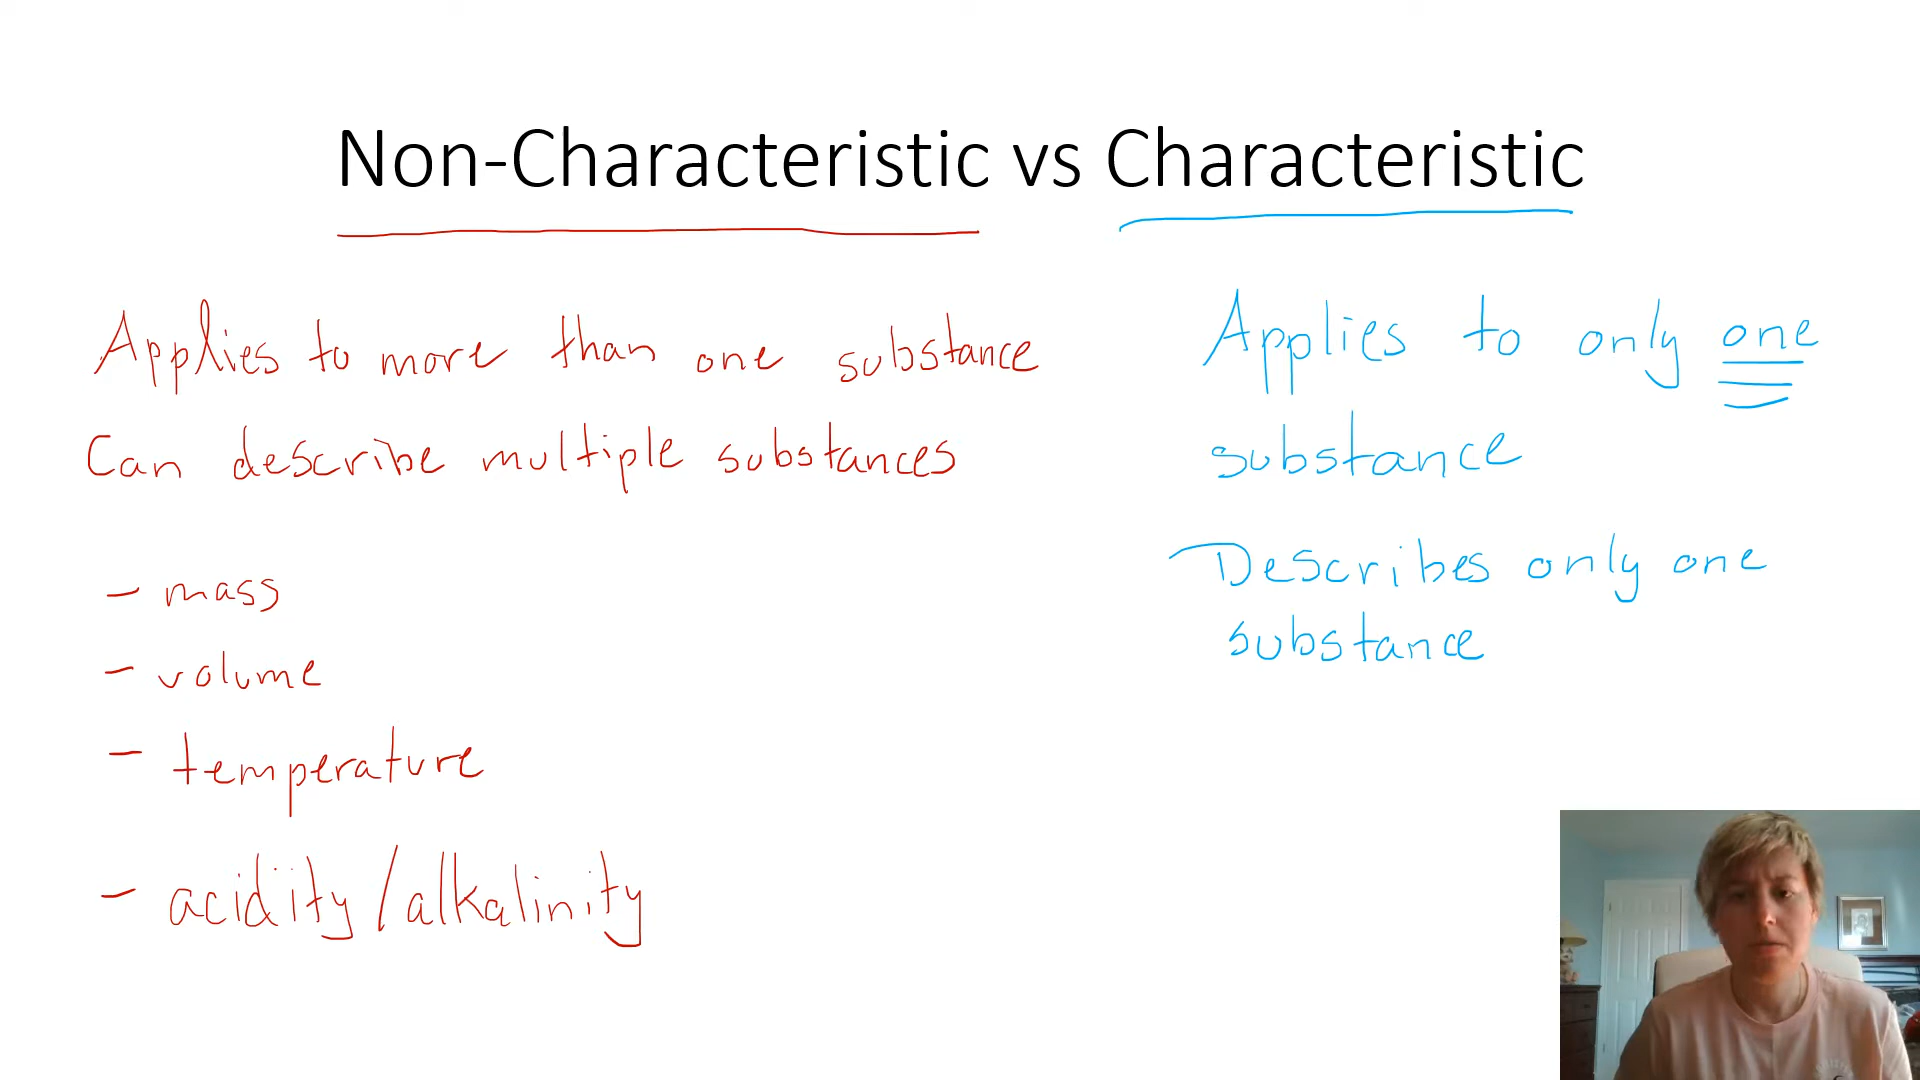 Non-Characteristic vs Characteristic
Applies to more than one substance
Can describe multiple substances
- mass
- volume
- temperature
- acidiity/alkalinity
Applies to only one
substance
Describes only one
substance